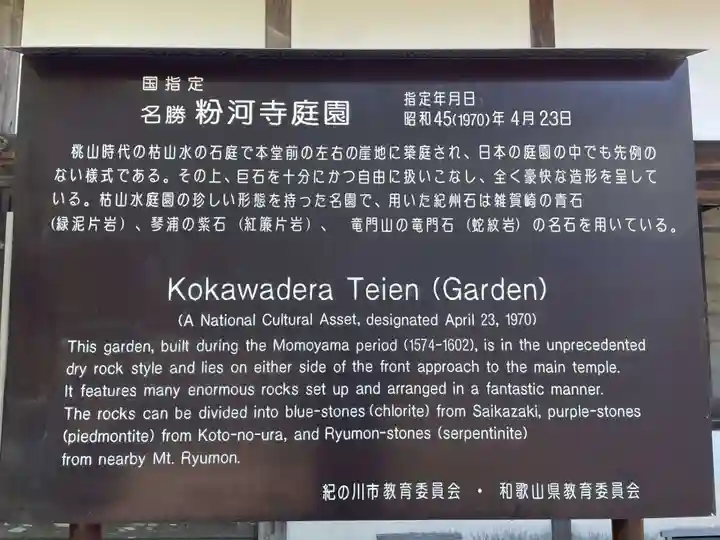 国指定
名勝 粉河寺庭園
指定年月日
昭和45(1970)年4月23日
桃山時代の枯山水の石庭で本堂前の左右の崖地に築庭され、日本の庭園の中でも先例の
ない様式である。その上、巨石を十分にかつ自由に扱いこなし、全く豪快な造形を呈して
いる。枯山水庭園の珍しい形態を持った名園で、用いた紀州石は雑賀崎の青石
(緑泥片岩)、琴浦の紫石(紅簾片岩)、 竜門山の竜門石(蛇紋岩)の名石を用いている。
Kokawadera Teien (Garden)
(A National Cultural Asset, designated April 23, 1970)
This garden, built during the Momoyama period (1574-1602), is in the unprecedented
dry rock style and lies on either side of the front approach to the main temple.
It features many enormous rocks set up and arranged in a fantastic manner.
The rocks can be divided into blue-stones (chlorite) from Saikazaki, purple-stones
(piedmontite) from Koto-no-ura, and Ryumon-stones (serpentinite)
from nearby Mt. Ryumon.
紀の川市教育委員会 ・ 和歌山県教育委員会